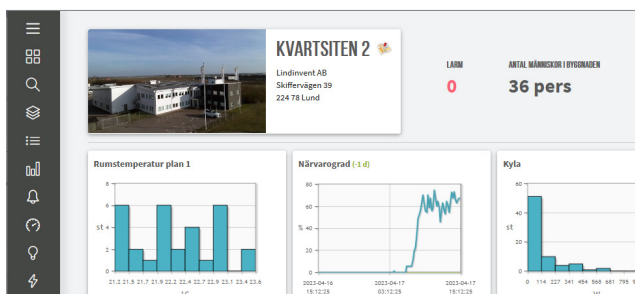 KVARTSITEN 2
Lindinvent AB
Skiffervägen 39
224 78 Lund
LARM
0
ANTAL MÄNNISKOR I BYGGNADEN
36 pers
Rumstemperatur plan 1
8
6
st 4
2
0
21.2 21.5 21.7 21.9 22.2 22.4 22.7 22.9 23.1 23.4 23.6
Närvarograd (-1 d)
80
60
st 40
20
0
2023-04-16 2023-04-17 2023-04-17
15:12:25 03:12:25 15:12:25
Kyla
60
40
st
20
0
0 114 227 341 454 568 681 795